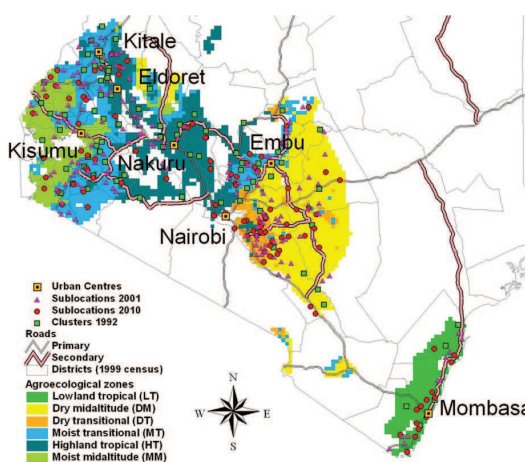 Kitale
Eldoret
Kisumu
Nakuru
Embu
Nairobi
Mombasa
Urban Centres
Sublocations 2001
Sublocations 2010
Clusters 1992
Roads
Primary
Secondary
Districts (1999 census)
Agroecological zones
Lowland tropical (LT)
Dry midaltitude (DM)
Dry transitional (DT)
Moist transitional (MT)
Highland tropical (HT)
Moist midaltitude (MM)
N
W E
S